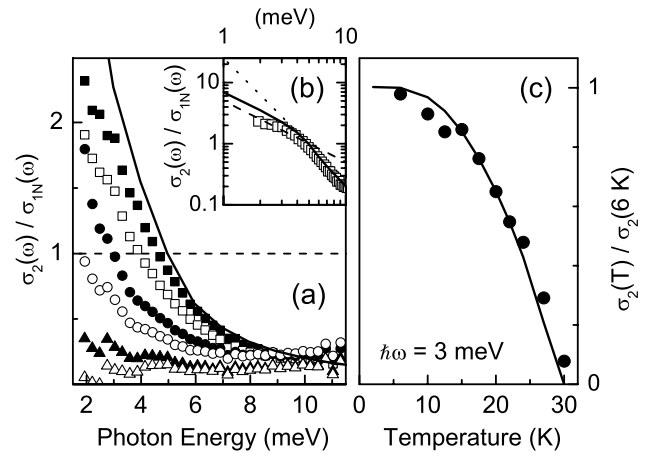 (meV)
1 10
2
1
σ₂(ω) / σ₁N(ω)
10
1
0.1
σ₂(ω) / σ₁N(ω)
(b)
(a)
2 4 6 8 10
Photon Energy (meV)
(c)
ℏω = 3 meV
1
0
σ₂(T) / σ₂(6 K)
0 10 20 30
Temperature (K)